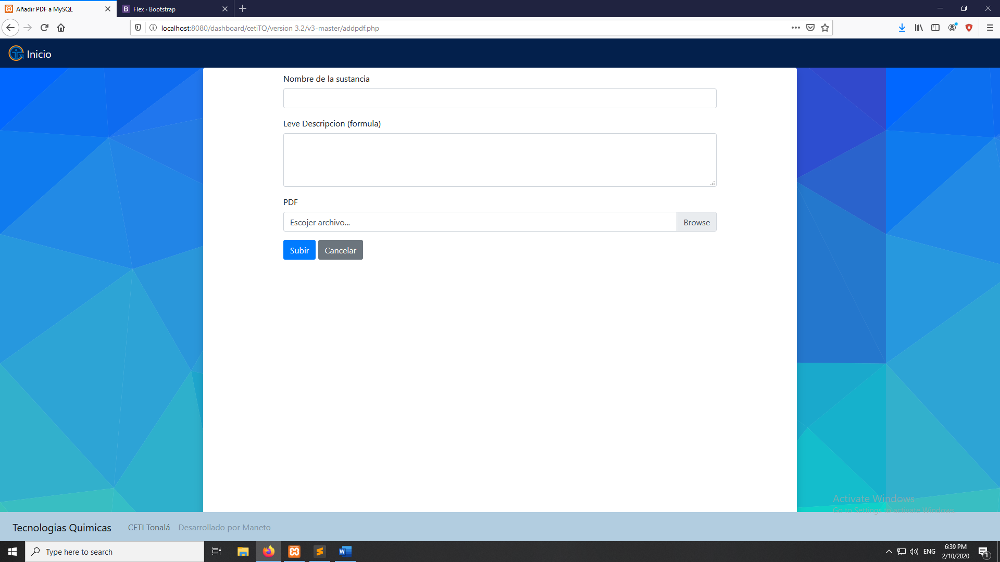 Añadir PDF a MySQL
Flex · Bootstrap
localhost:8080/dashboard/cetiTQ/version 3.2/v3-master/addpdf.php
Inicio
Nombre de la sustancia
Leve Descripcion (formula)
PDF
Escojer archivo...
Browse
Subir
Cancelar
Activate Windows
Go to Settings to activate Windows.
Tecnologias Quimicas
CETI Tonalá
Desarrollado por Maneto
Type here to search
ENG
6:39 PM
2/10/2020
1